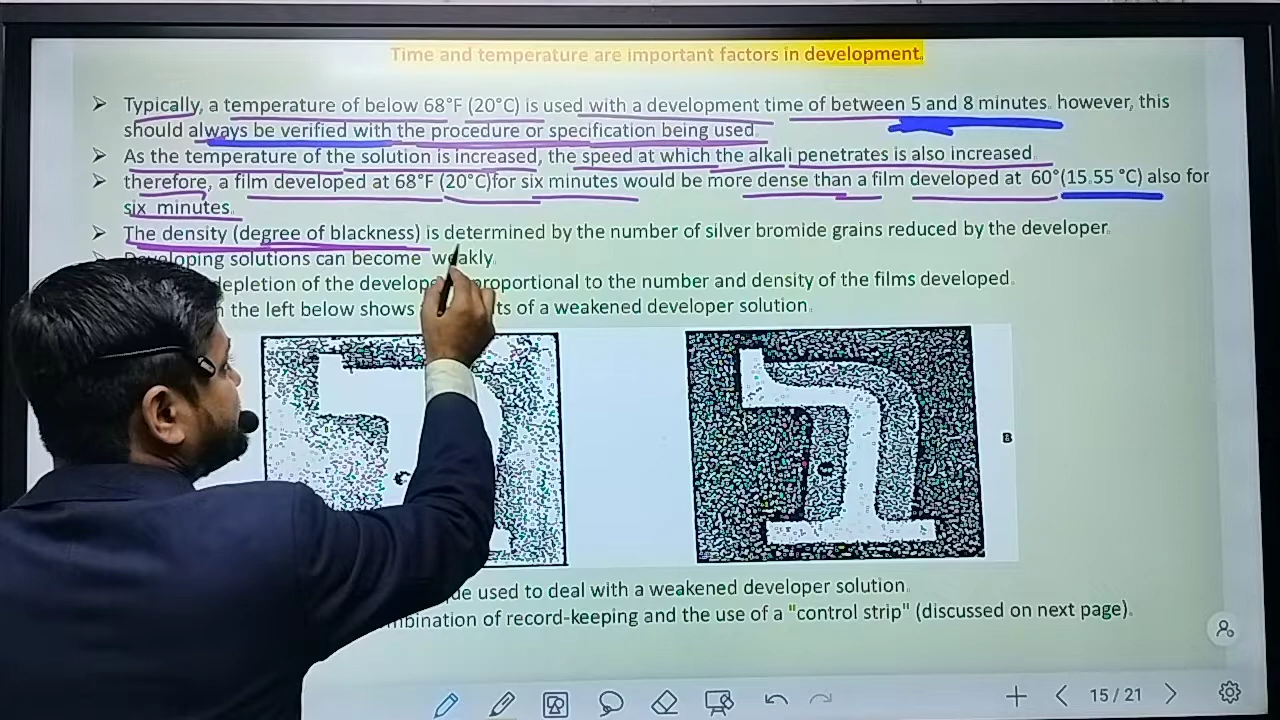 Time and temperature are important factors in development.
Typically, a temperature of below 68°F (20°C) is used with a development time of between 5 and 8 minutes. however, this
should always be verified with the procedure or specification being used.
As the temperature of the solution is increased, the speed at which the alkali penetrates is also increased.
therefore, a film developed at 68°F (20°C)for six minutes would be more dense than a film developed at 60°(15.55 °C) also for
six minutes.
The density (degree of blackness) is determined by the number of silver bromide grains reduced by the developer.
Developing solutions can become weakly.
depletion of the develope proportional to the number and density of the films developed.
the left below shows ts of a weakened developer solution.
B
used to deal with a weakened developer solution.
of record-keeping and the use of a "control strip" (discussed on next page).
15 / 21